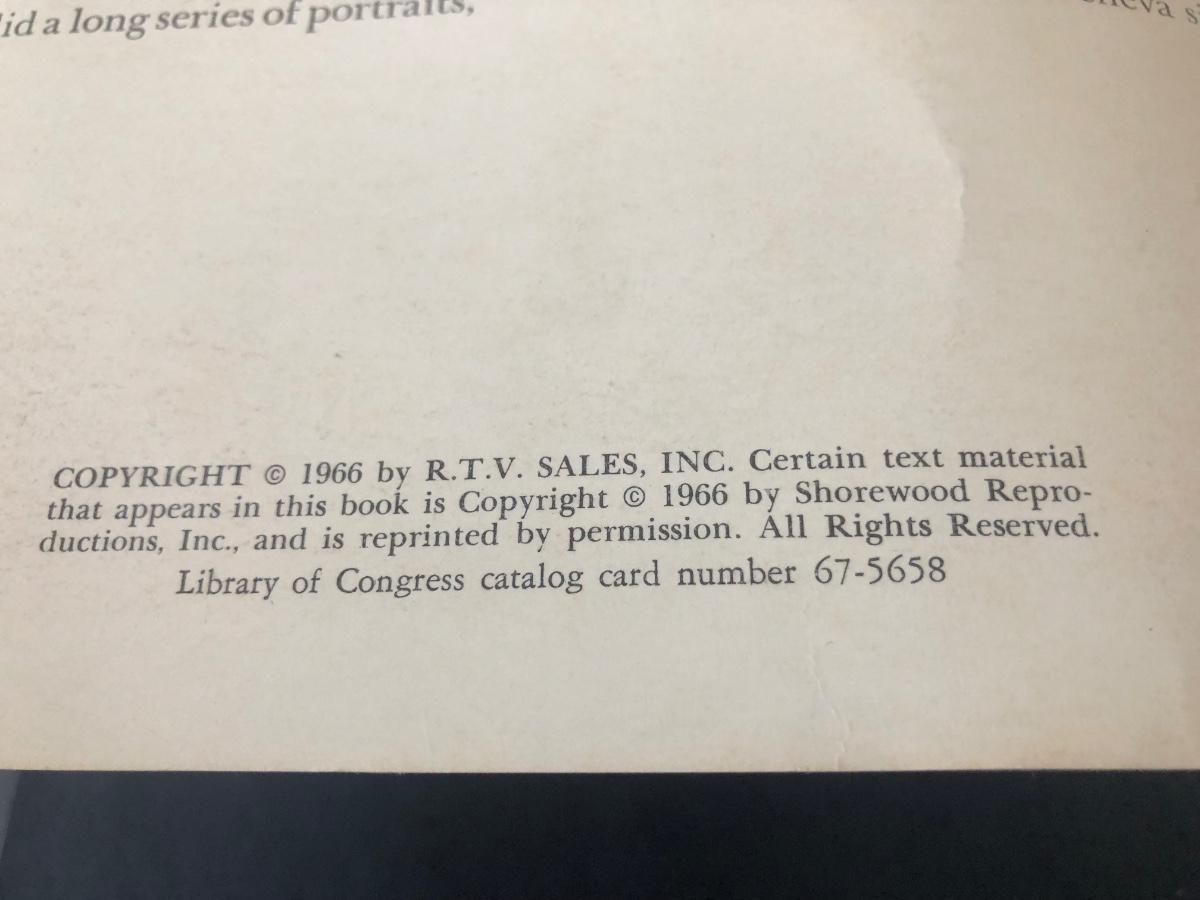 a long series of portraits,
COPYRIGHT © 1966 by R.T.V. SALES, INC. Certain text material
that appears in this book is Copyright © 1966 by Shorewood Repro-
ductions, Inc., and is reprinted by permission. All Rights Reserved.
Library of Congress catalog card number 67-5658